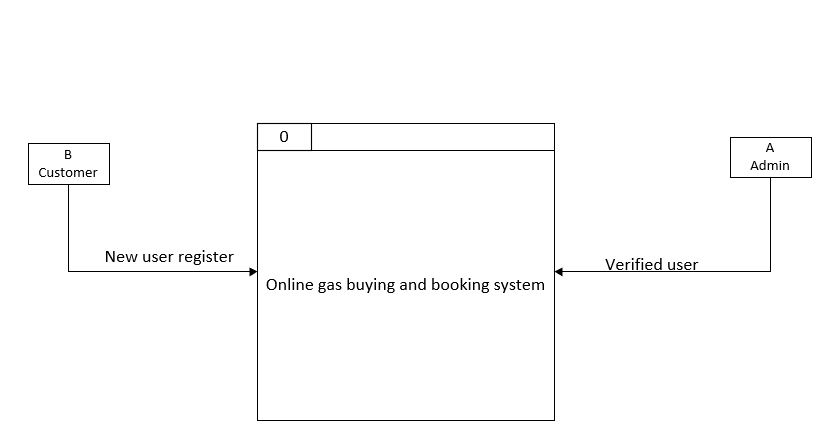 0
B
Customer
A
Admin
New user register
Verified user
Online gas buying and booking system